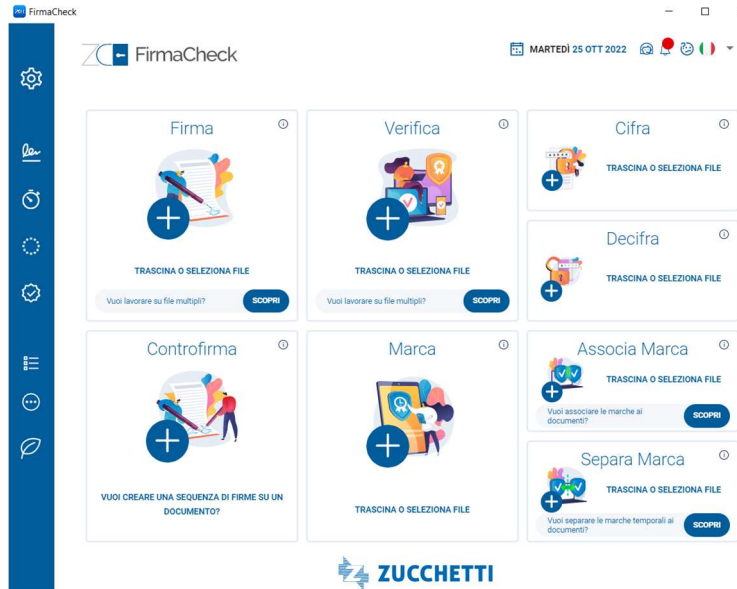 FirmaCheck
FirmaCheck
MARTEDÌ 25 OTT 2022
Firma
TRASCINA O SELEZIONA FILE
Vuoi lavorare su file multipli?
SCOPRI
Verifica
TRASCINA O SELEZIONA FILE
Vuoi lavorare su file multipli?
SCOPRI
Cifra
TRASCINA O SELEZIONA FILE
Decifra
TRASCINA O SELEZIONA FILE
Controfirma
VUOI CREARE UNA SEQUENZA DI FIRME SU UN
DOCUMENTO?
Marca
TRASCINA O SELEZIONA FILE
Associa Marca
TRASCINA O SELEZIONA FILE
Vuoi associare le marche ai
documenti?
SCOPRI
Separa Marca
TRASCINA O SELEZIONA FILE
Vuoi separare le marche temporali ai
documenti?
SCOPRI
ZUCCHETTI